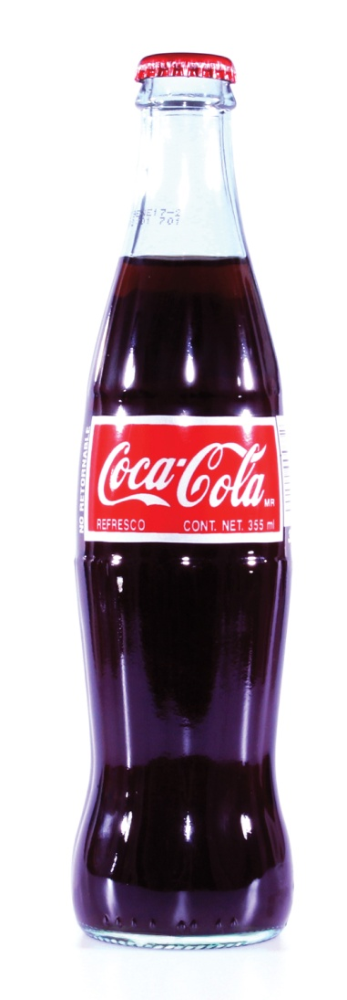 Coca-Cola MR
REFRESCO CONT. NET. 355 ml
NO RETORNABLE